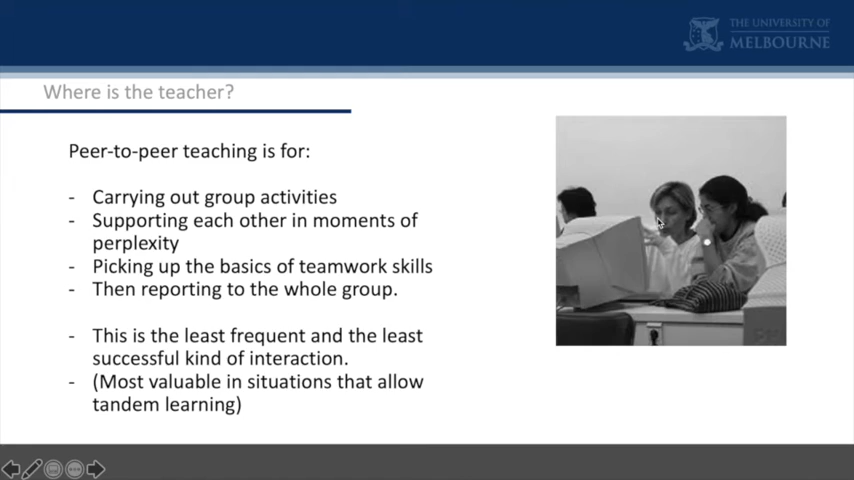 THE UNIVERSITY OF
MELBOURNE
Where is the teacher?
Peer-to-peer teaching is for:
- Carrying out group activities
- Supporting each other in moments of
perplexity
- Picking up the basics of teamwork skills
- Then reporting to the whole group.
- This is the least frequent and the least
successful kind of interaction.
- (Most valuable in situations that allow
tandem learning)